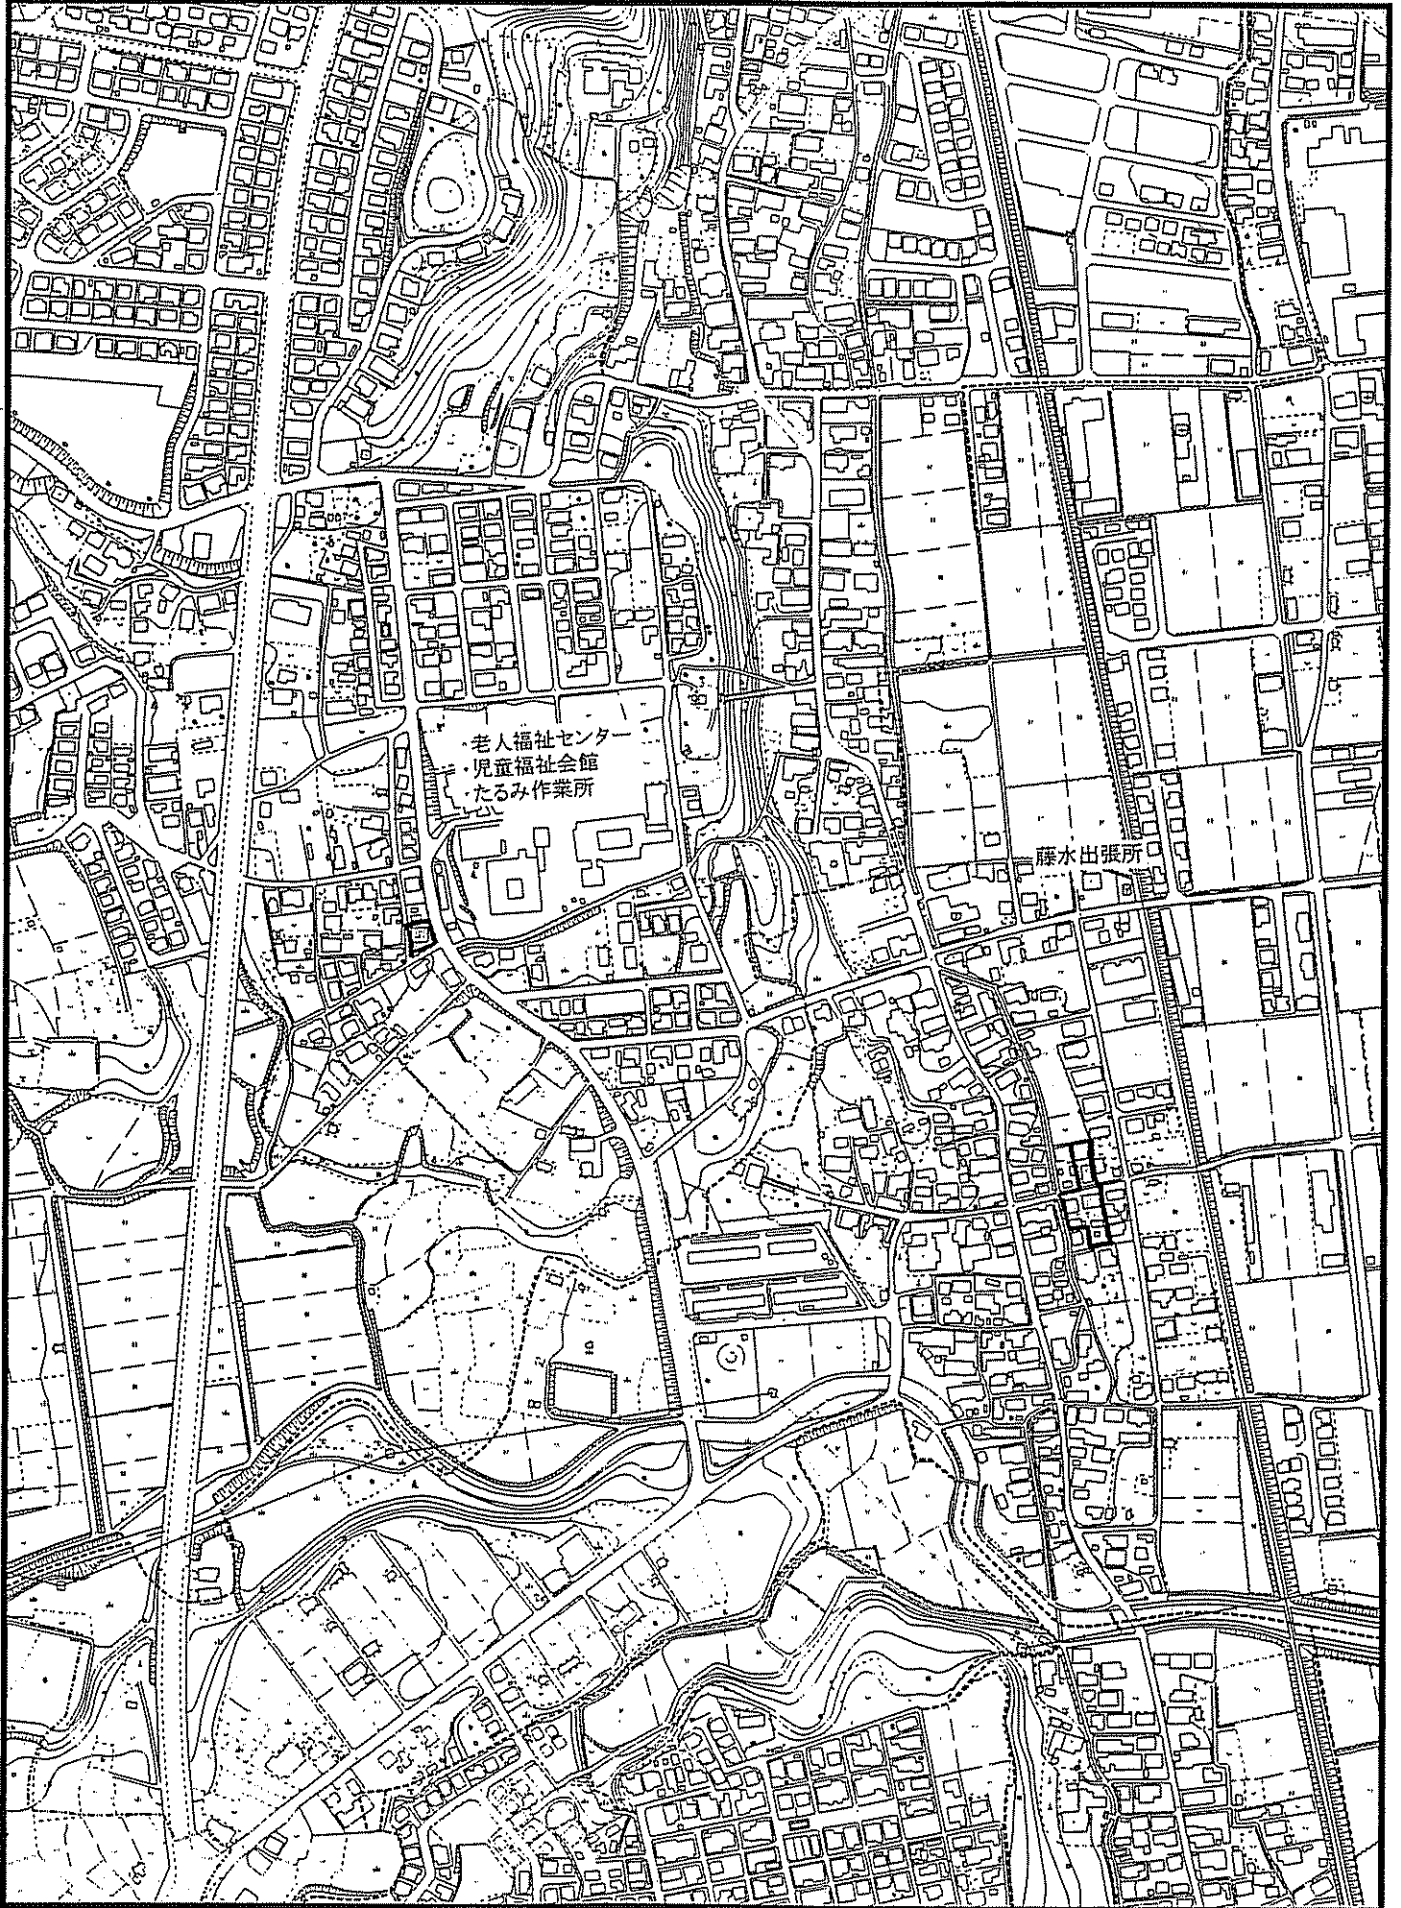 ・老人福祉センター
・児童福祉会館
・たるみ作業所
藤水出張所